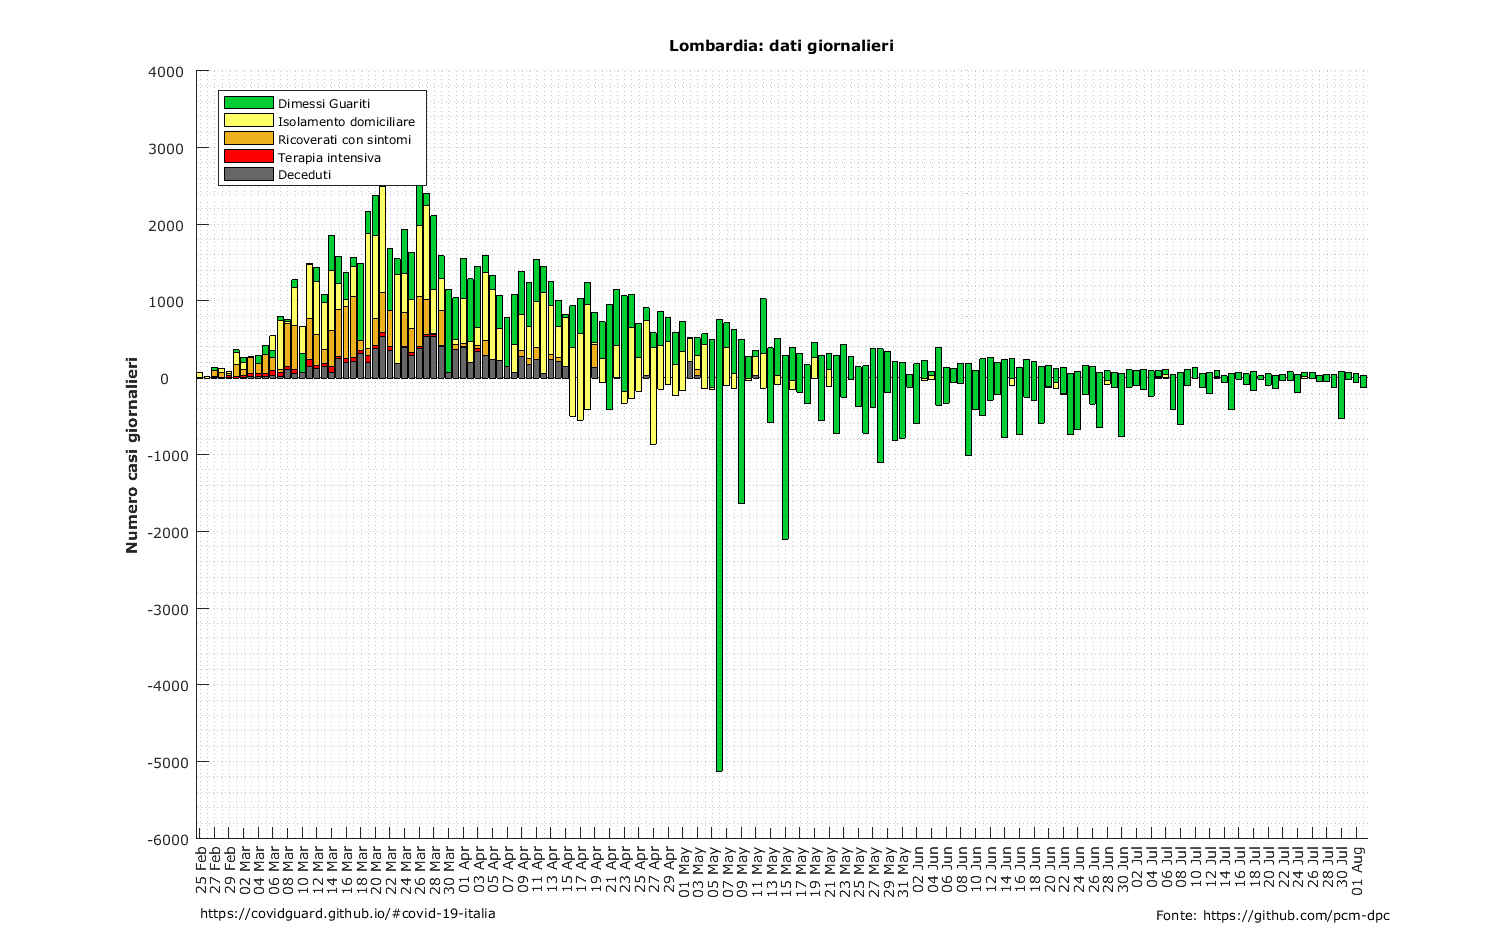 Lombardia: dati giornalieri
4000
3000
2000
1000
0
-1000
-2000
-3000
-4000
-5000
-6000
Numero casi giornalieri
Dimessi Guariti
Isolamento domiciliare
Ricoverati con sintomi
Terapia intensiva
Deceduti
25 Feb
27 Feb
29 Feb
02 Mar
04 Mar
06 Mar
08 Mar
10 Mar
12 Mar
14 Mar
16 Mar
18 Mar
20 Mar
22 Mar
24 Mar
26 Mar
28 Mar
30 Mar
01 Apr
03 Apr
05 Apr
07 Apr
09 Apr
11 Apr
13 Apr
15 Apr
17 Apr
19 Apr
21 Apr
23 Apr
25 Apr
27 Apr
29 Apr
01 May
03 May
05 May
07 May
09 May
11 May
13 May
15 May
17 May
19 May
21 May
23 May
25 May
27 May
29 May
31 May
02 Jun
04 Jun
06 Jun
08 Jun
10 Jun
12 Jun
14 Jun
16 Jun
18 Jun
20 Jun
22 Jun
24 Jun
26 Jun
28 Jun
30 Jun
02 Jul
04 Jul
06 Jul
08 Jul
10 Jul
12 Jul
14 Jul
16 Jul
18 Jul
20 Jul
22 Jul
24 Jul
26 Jul
28 Jul
30 Jul
01 Aug
https://covidguard.github.io/#covid-19-italia
Fonte: https://github.com/pcm-dpc